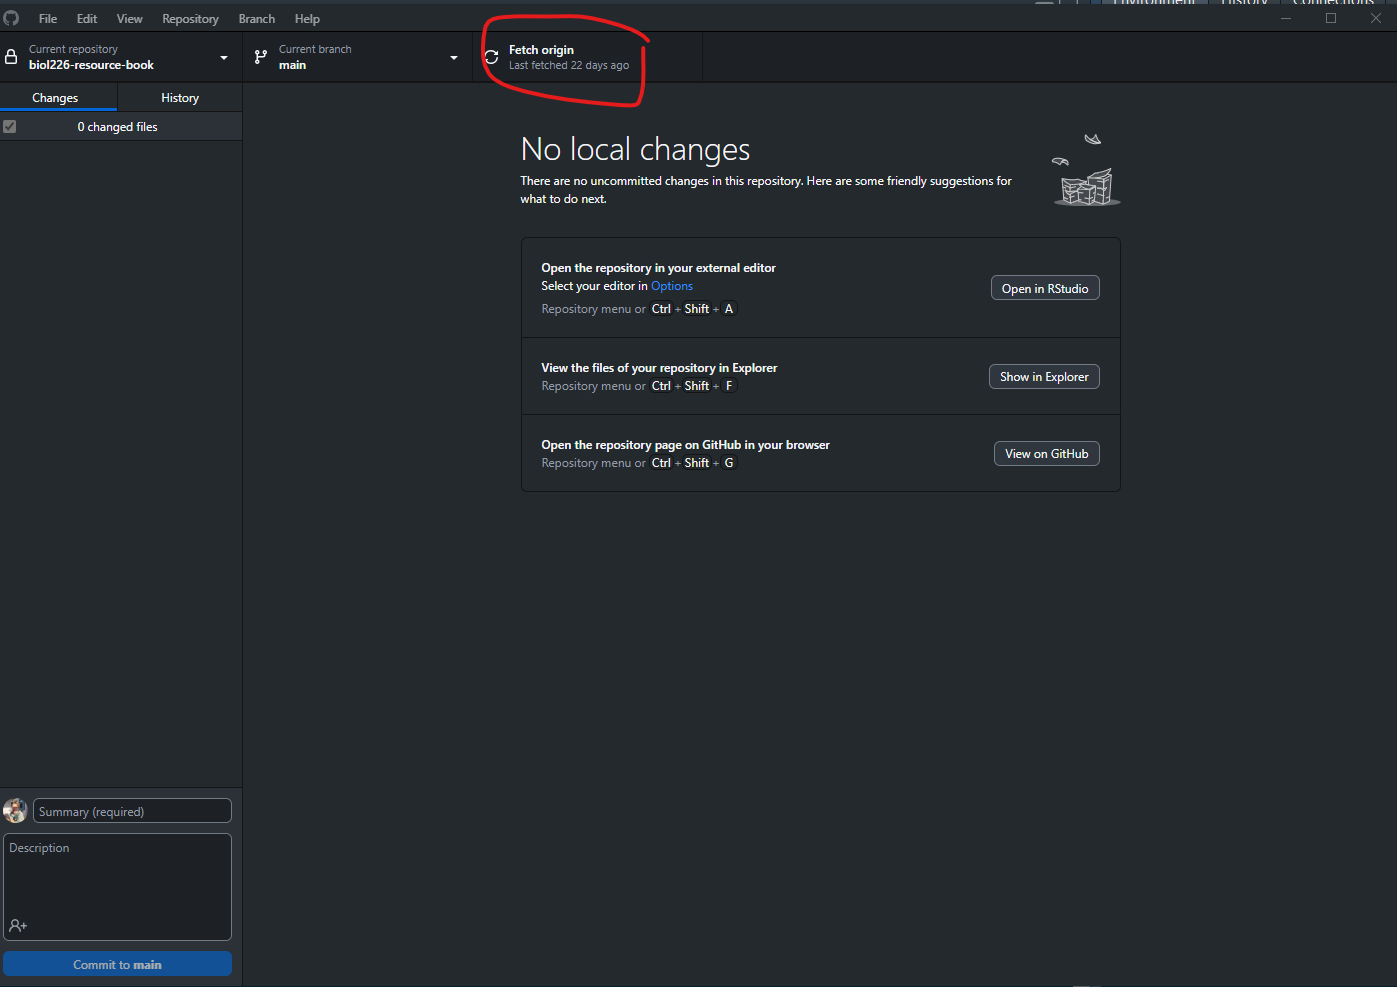 Environment History Connections
File Edit View Repository Branch Help
Current repository
biol226-resource-book
Current branch
main
Fetch origin
Last fetched 22 days ago
Changes History
0 changed files
No local changes
There are no uncommitted changes in this repository. Here are some friendly suggestions for
what to do next.
Open the repository in your external editor
Select your editor in Options
Repository menu or Ctrl + Shift + A
Open in RStudio
View the files of your repository in Explorer
Repository menu or Ctrl + Shift + F
Show in Explorer
Open the repository page on GitHub in your browser
Repository menu or Ctrl + Shift + G
View on GitHub
Summary (required)
Description
Commit to main